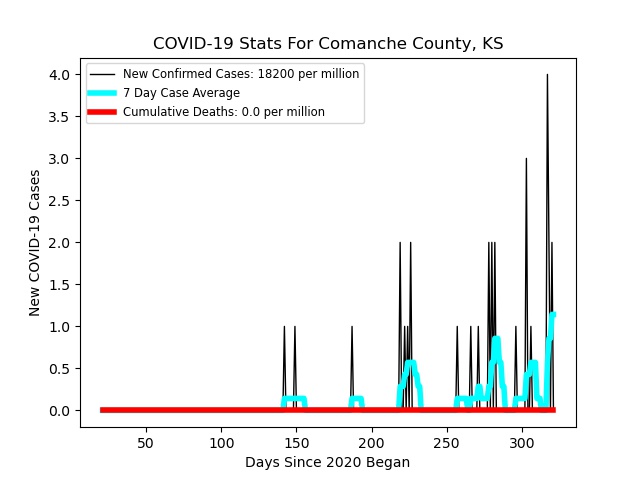 COVID-19 Stats For Comanche County, KS
New Confirmed Cases: 18200 per million
7 Day Case Average
Cumulative Deaths: 0.0 per million
New COVID-19 Cases
4.0
3.5
3.0
2.5
2.0
1.5
1.0
0.5
0.0
50 100 150 200 250 300
Days Since 2020 Began